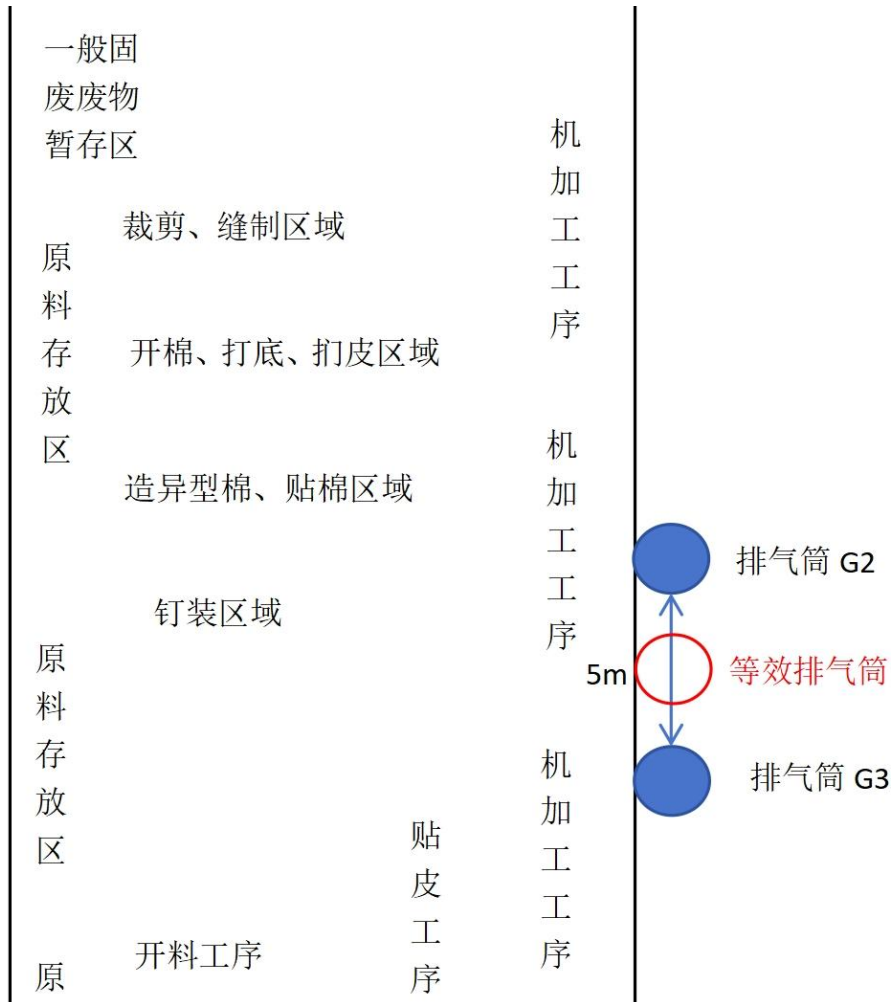 一般固
废废物
暂存区
机加工工序
裁剪、缝制区域
原料存放区
开棉、打底、扪皮区域
机加工工序
造异型棉、贴棉区域
排气筒 G2
钉装区域
原料存放区
5m
等效排气筒
机加工工序
排气筒 G3
贴皮工序
开料工序
原